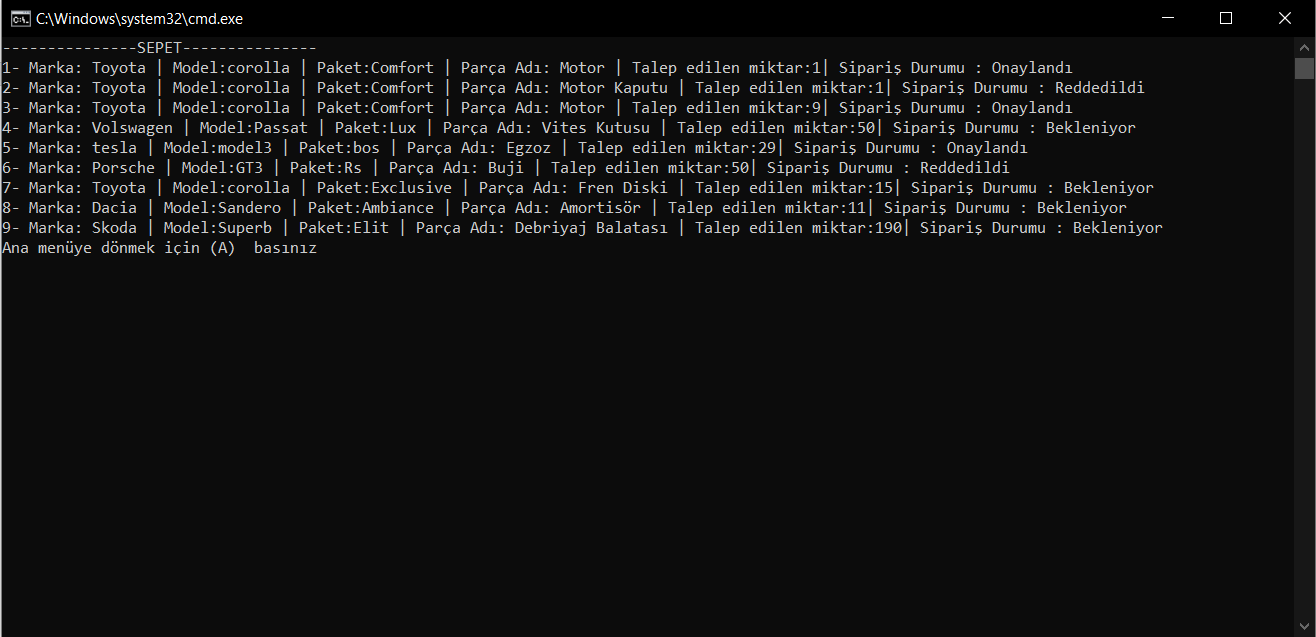 C:\Windows\system32\cmd.exe
---------------SEPET---------------
1- Marka: Toyota | Model:corolla | Paket:Comfort | Parça Adı: Motor | Talep edilen miktar:1| Sipariş Durumu : Onaylandı
2- Marka: Toyota | Model:corolla | Paket:Comfort | Parça Adı: Motor Kaputu | Talep edilen miktar:1| Sipariş Durumu : Reddedildi
3- Marka: Toyota | Model:corolla | Paket:Comfort | Parça Adı: Motor | Talep edilen miktar:9| Sipariş Durumu : Onaylandı
4- Marka: Volswagen | Model:Passat | Paket:Lux | Parça Adı: Vites Kutusu | Talep edilen miktar:50| Sipariş Durumu : Bekleniyor
5- Marka: tesla | Model:model3 | Paket:bos | Parça Adı: Egzoz | Talep edilen miktar:29| Sipariş Durumu : Onaylandı
6- Marka: Porsche | Model:GT3 | Paket:Rs | Parça Adı: Buji | Talep edilen miktar:50| Sipariş Durumu : Reddedildi
7- Marka: Toyota | Model:corolla | Paket:Exclusive | Parça Adı: Fren Diski | Talep edilen miktar:15| Sipariş Durumu : Bekleniyor
8- Marka: Dacia | Model:Sandero | Paket:Ambiance | Parça Adı: Amortisör | Talep edilen miktar:11| Sipariş Durumu : Bekleniyor
9- Marka: Skoda | Model:Superb | Paket:Elit | Parça Adı: Debriyaj Balatası | Talep edilen miktar:190| Sipariş Durumu : Bekleniyor
Ana menüye dönmek için (A)  basınız